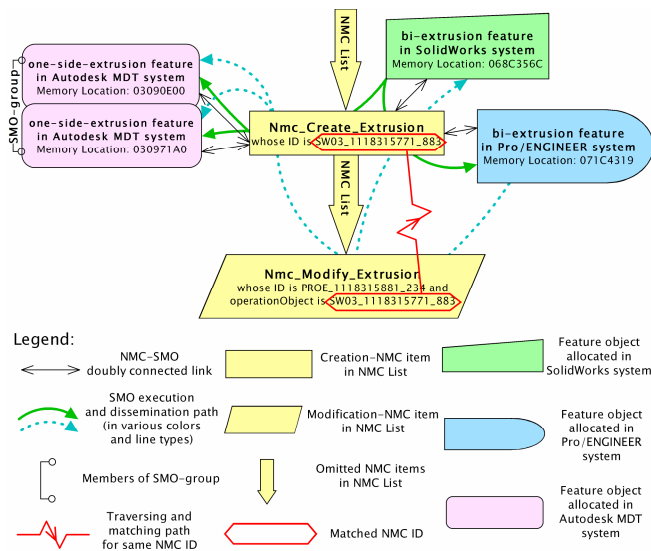 NMC List
one-side-extrusion feature
in Autodesk MDT system
Memory Location: 03090E00
SMO-group
one-side-extrusion feature
in Autodesk MDT system
Memory Location: 030971A0
bi-extrusion feature
in SolidWorks system
Memory Location: 068C356C
Nmc_Create_Extrusion
whose ID is SW03_1118315771_883
bi-extrusion feature
in Pro/ENGINEER system
Memory Location: 071C4319
NMC List
Nmc_Modify_Extrusion
whose ID is PROE_1118315881_234 and
operationObject is SW03_1118315771_883
Legend:
NMC-SMO
doubly connected link
SMO execution
and dissemination path
(in various colors
and line types)
Members of SMO-group
Traversing and
matching path
for same NMC ID
Creation-NMC item
in NMC List
Modification-NMC item
in NMC List
Omitted NMC items
in NMC List
Matched NMC ID
Feature object
allocated in
SolidWorks system
Feature object
allocated in
Pro/ENGINEER
system
Feature object
allocated in
Autodesk MDT
system